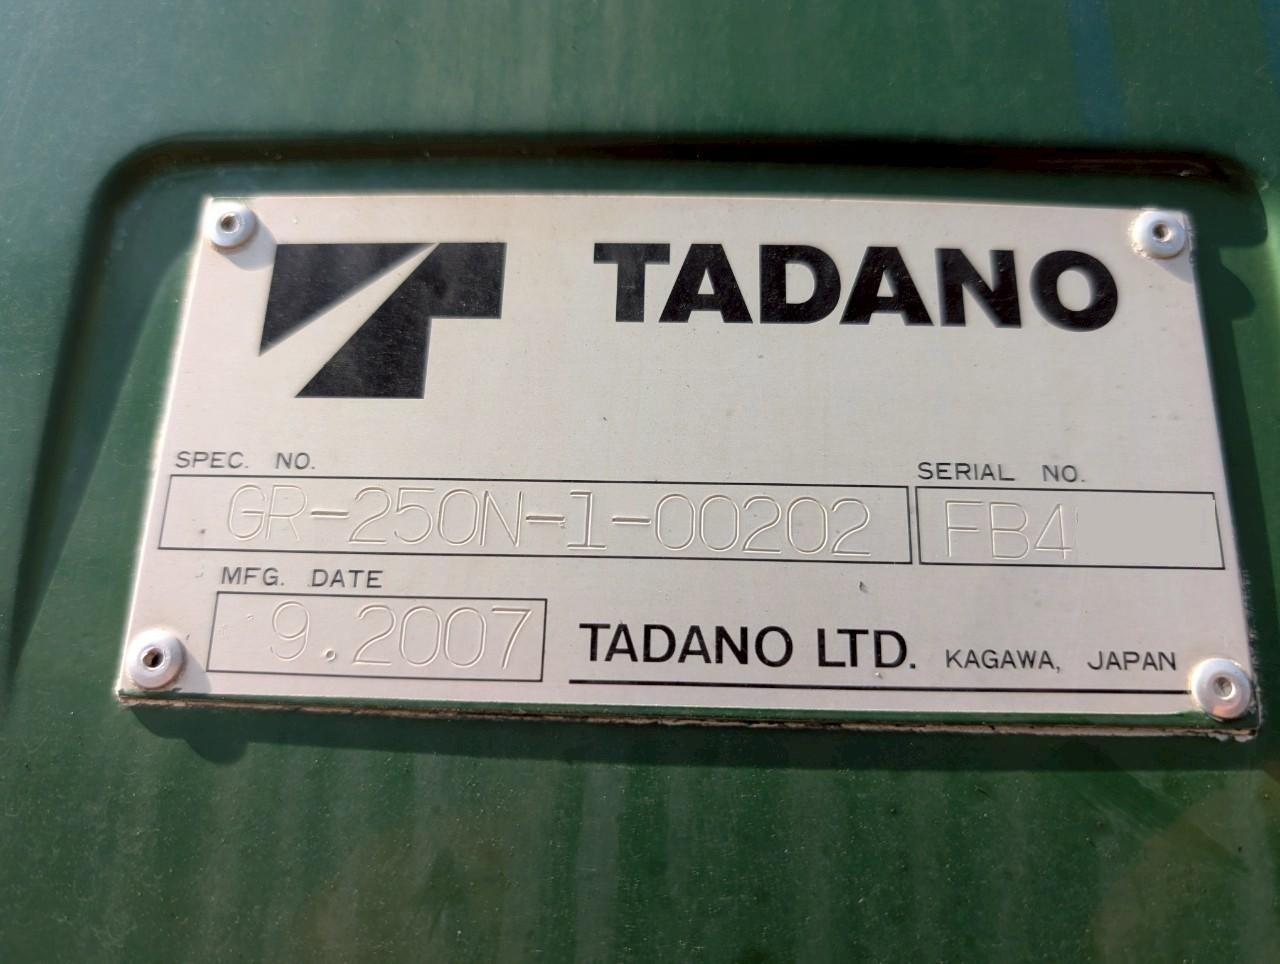 TADANO
SPEC. NO.
GR-250N-1-00202
SERIAL NO.
FB4
MFG. DATE
9.2007
TADANO LTD. KAGAWA, JAPAN